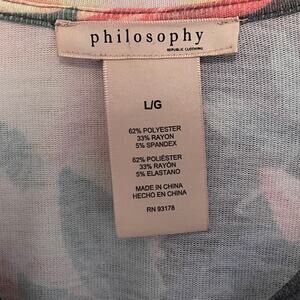 philosophy
REPUBLIC CLOTHING
L/G
62% POLYESTER
33% RAYON
5% SPANDEX
62% POLIÉSTER
33% RAYÓN
5% ELASTANO
MADE IN CHINA
HECHO EN CHINA
RN 93178